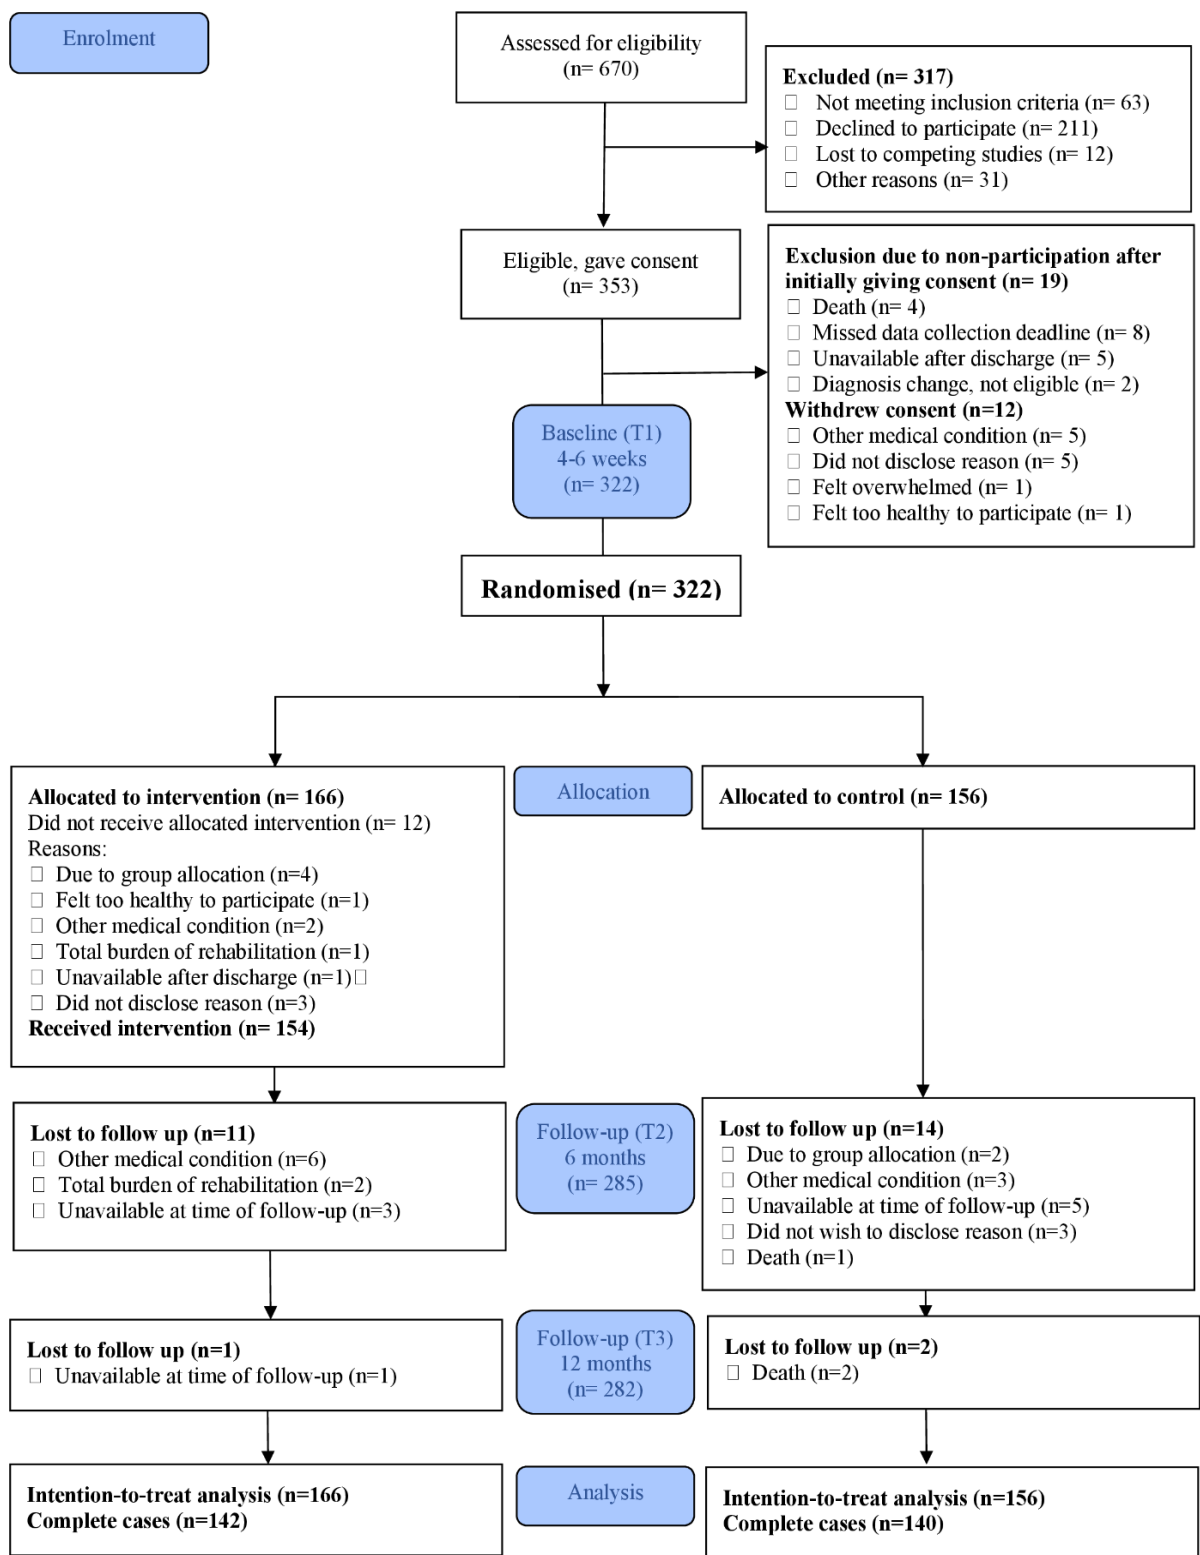 Enrolment
Assessed for eligibility
(n= 670)
Excluded (n= 317)
☐ Not meeting inclusion criteria (n= 63)
☐ Declined to participate (n= 211)
☐ Lost to competing studies (n= 12)
☐ Other reasons (n= 31)
Eligible, gave consent
(n= 353)
Exclusion due to non-participation after
initially giving consent (n= 19)
☐ Death (n= 4)
☐ Missed data collection deadline (n= 8)
☐ Unavailable after discharge (n= 5)
☐ Diagnosis change, not eligible (n= 2)
Withdrew consent (n=12)
☐ Other medical condition (n= 5)
☐ Did not disclose reason (n= 5)
☐ Felt overwhelmed (n= 1)
☐ Felt too healthy to participate (n= 1)
Baseline (T1)
4-6 weeks
(n= 322)
Randomised (n= 322)
Allocated to intervention (n= 166)
Did not receive allocated intervention (n= 12)
Reasons:
☐ Due to group allocation (n=4)
☐ Felt too healthy to participate (n=1)
☐ Other medical condition (n=2)
☐ Total burden of rehabilitation (n=1)
☐ Unavailable after discharge (n=1)☐
☐ Did not disclose reason (n=3)
Received intervention (n= 154)
Allocation
Allocated to control (n= 156)
Lost to follow up (n=11)
☐ Other medical condition (n=6)
☐ Total burden of rehabilitation (n=2)
☐ Unavailable at time of follow-up (n=3)
Follow-up (T2)
6 months
(n= 285)
Lost to follow up (n=14)
☐ Due to group allocation (n=2)
☐ Other medical condition (n=3)
☐ Unavailable at time of follow-up (n=5)
☐ Did not wish to disclose reason (n=3)
☐ Death (n=1)
Lost to follow up (n=1)
☐ Unavailable at time of follow-up (n=1)
Follow-up (T3)
12 months
(n= 282)
Lost to follow up (n=2)
☐ Death (n=2)
Intention-to-treat analysis (n=166)
Complete cases (n=142)
Analysis
Intention-to-treat analysis (n=156)
Complete cases (n=140)